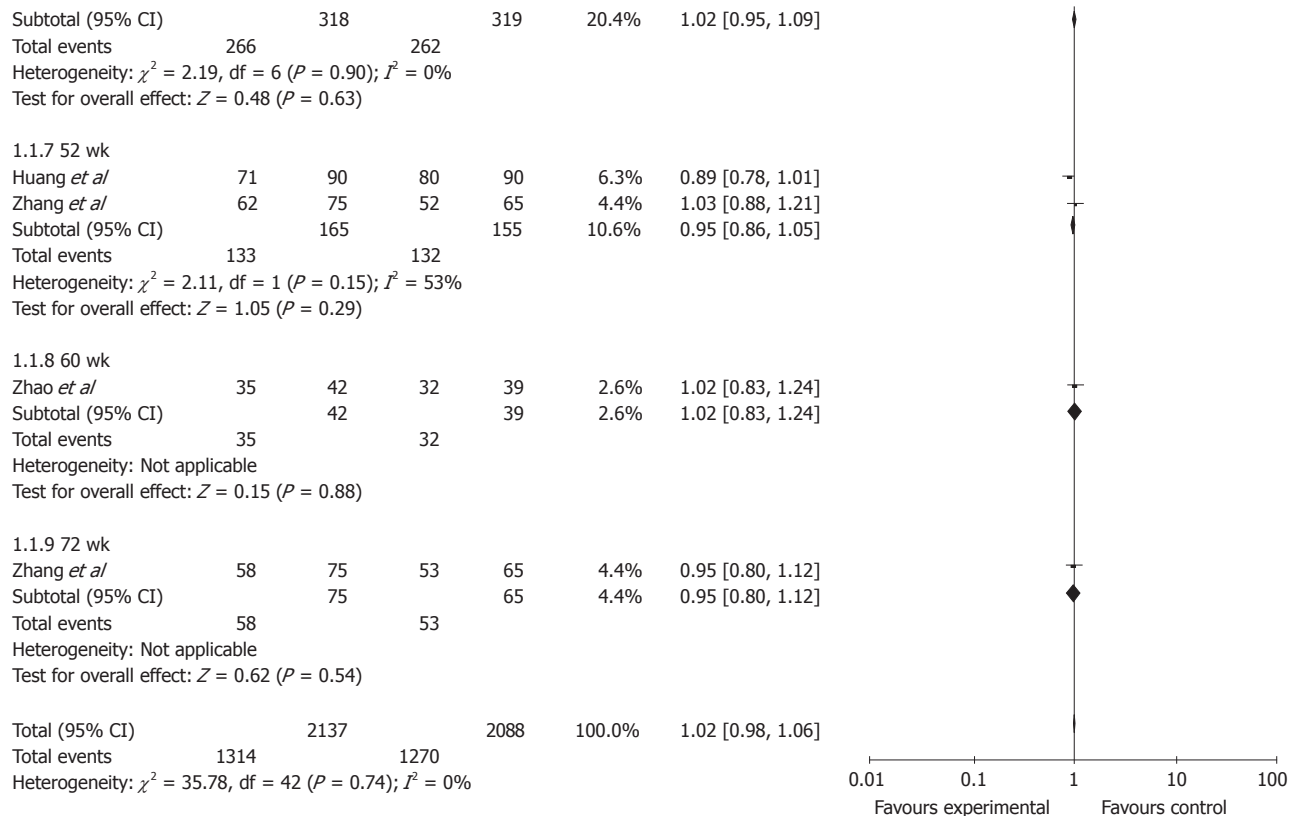 Subtotal (95% CI) 318 319 20.4% 1.02 [0.95, 1.09]
Total events 266 262
Heterogeneity: χ² = 2.19, df = 6 (P = 0.90); I² = 0%
Test for overall effect: Z = 0.48 (P = 0.63)
1.1.7 52 wk
Huang et al 71 90 80 90 6.3% 0.89 [0.78, 1.01]
Zhang et al 62 75 52 65 4.4% 1.03 [0.88, 1.21]
Subtotal (95% CI) 165 155 10.6% 0.95 [0.86, 1.05]
Total events 133 132
Heterogeneity: χ² = 2.11, df = 1 (P = 0.15); I² = 53%
Test for overall effect: Z = 1.05 (P = 0.29)
1.1.8 60 wk
Zhao et al 35 42 32 39 2.6% 1.02 [0.83, 1.24]
Subtotal (95% CI) 42 39 2.6% 1.02 [0.83, 1.24]
Total events 35 32
Heterogeneity: Not applicable
Test for overall effect: Z = 0.15 (P = 0.88)
1.1.9 72 wk
Zhang et al 58 75 53 65 4.4% 0.95 [0.80, 1.12]
Subtotal (95% CI) 75 65 4.4% 0.95 [0.80, 1.12]
Total events 58 53
Heterogeneity: Not applicable
Test for overall effect: Z = 0.62 (P = 0.54)
Total (95% CI) 2137 2088 100.0% 1.02 [0.98, 1.06]
Total events 1314 1270
Heterogeneity: χ² = 35.78, df = 42 (P = 0.74); I² = 0%
0.01 0.1 1 10 100
Favours experimental Favours control